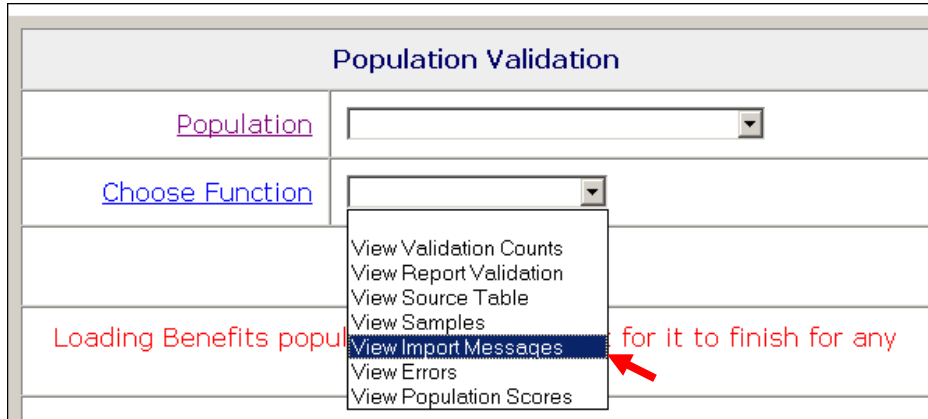 Population Validation
Population
Choose Function
View Validation Counts
View Report Validation
View Source Table
View Samples
Loading Benefits popul for it to finish for any
View Import Messages
View Errors
View Population Scores